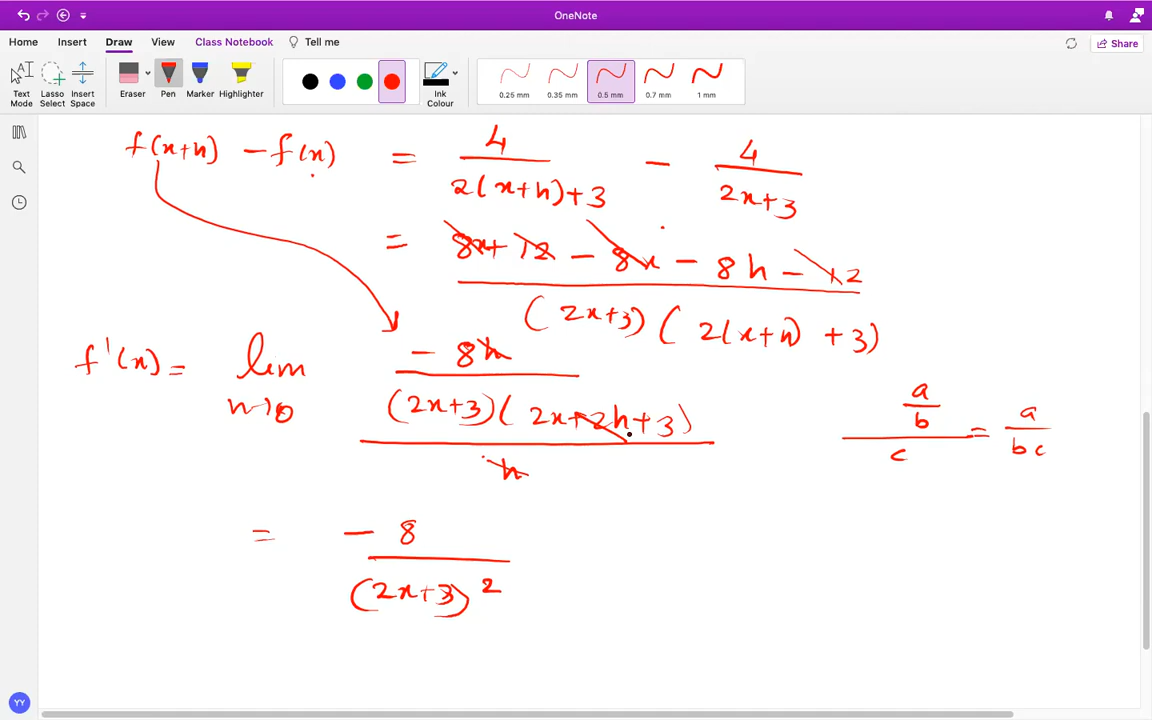 OneNote
Home Insert Draw View Class Notebook Tell me Share
Text Mode Lasso Select Insert Space Eraser Pen Marker Highlighter Ink Colour 0.25 mm 0.35 mm 0.5 mm 0.7 mm 1 mm
f(x+h) - f(x) = 4/(2(x+h)+3) - 4/(2x+3)
= (8x+12 - 8x - 8h - 12)/((2x+3)(2(x+h)+3))
f'(x) = lim h→0 (-8h/((2x+3)(2x+2h+3)))/h
(a/b)/c = a/bc
= -8/(2x+3)^2
YY